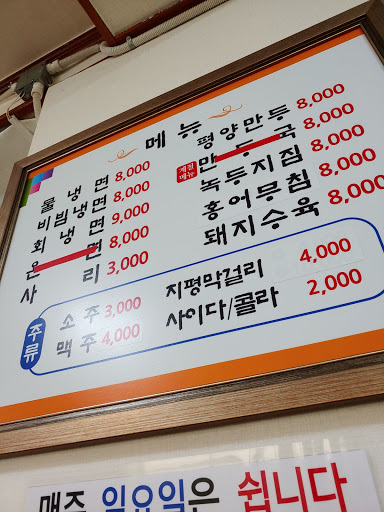 메 뉴
물 냉 면 8,000
비빔냉면 8,000
회 냉 면 9,000
온 면 8,000
사 리 3,000
평양만두 8,000
계절메뉴 만 두 국 8,000
녹두지짐 8,000
홍어무침 8,000
돼지수육 8,000
주류
소 주 3,000
맥 주 4,000
지평막걸리 4,000
사이다/콜라 2,000
매주 일요일은 쉽니다